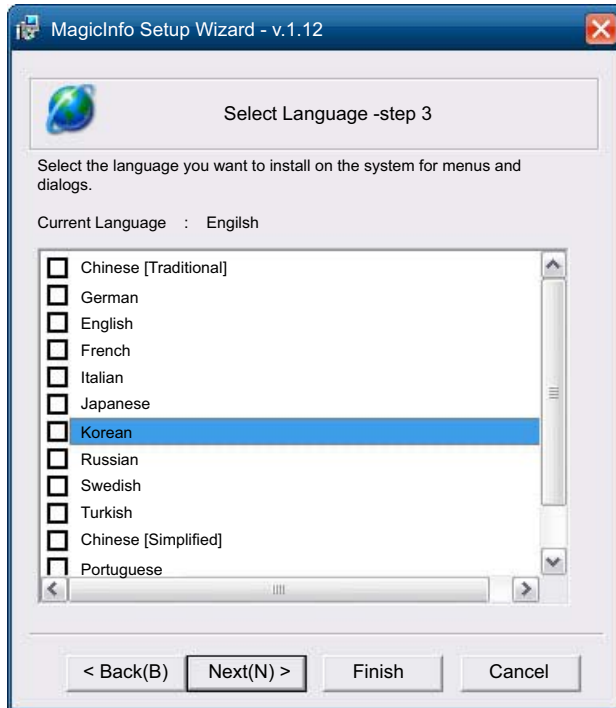 MagicInfo Setup Wizard - v.1.12
Select Language -step 3
Select the language you want to install on the system for menus and
dialogs.
Current Language : Engilsh
Chinese [Traditional]
German
English
French
Italian
Japanese
Korean
Russian
Swedish
Turkish
Chinese [Simplified]
Portuguese
< Back(B) Next(N) > Finish Cancel